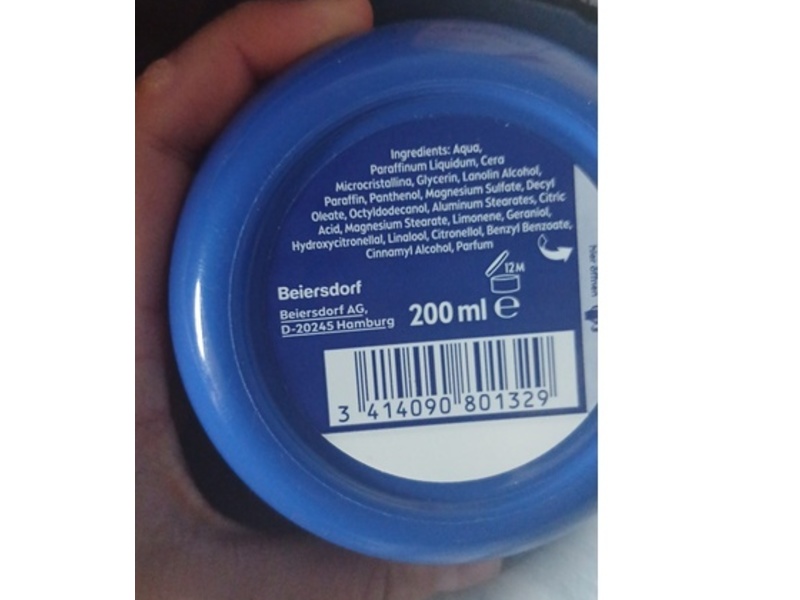 Ingredients: Aqua,
Paraffinum Liquidum, Cera
Microcristallina, Glycerin, Lanolin Alcohol,
Paraffin, Panthenol, Magnesium Sulfate, Decyl
Oleate, Octyldodecanol, Aluminum Stearates, Citric
Acid, Magnesium Stearate, Limonene, Geraniol,
Hydroxycitronellal, Linalool, Citronellol, Benzyl Benzoate,
Cinnamyl Alcohol, Parfum
hier öffnen
12M
Beiersdorf
Beiersdorf AG,
D-20245 Hamburg
200 ml e
3 414090 801329